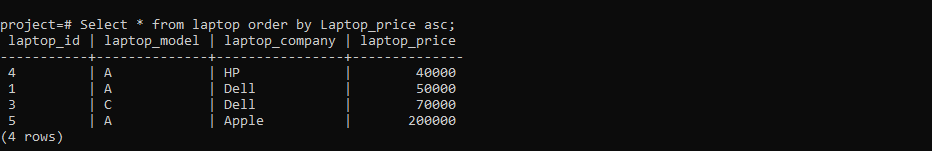 project=# Select * from laptop order by Laptop_price asc;
 laptop_id | laptop_model | laptop_company | laptop_price
-----------+--------------+----------------+--------------
 4         | A            | HP             |        40000
 1         | A            | Dell           |        50000
 3         | C            | Dell           |        70000
 5         | A            | Apple          |       200000
(4 rows)